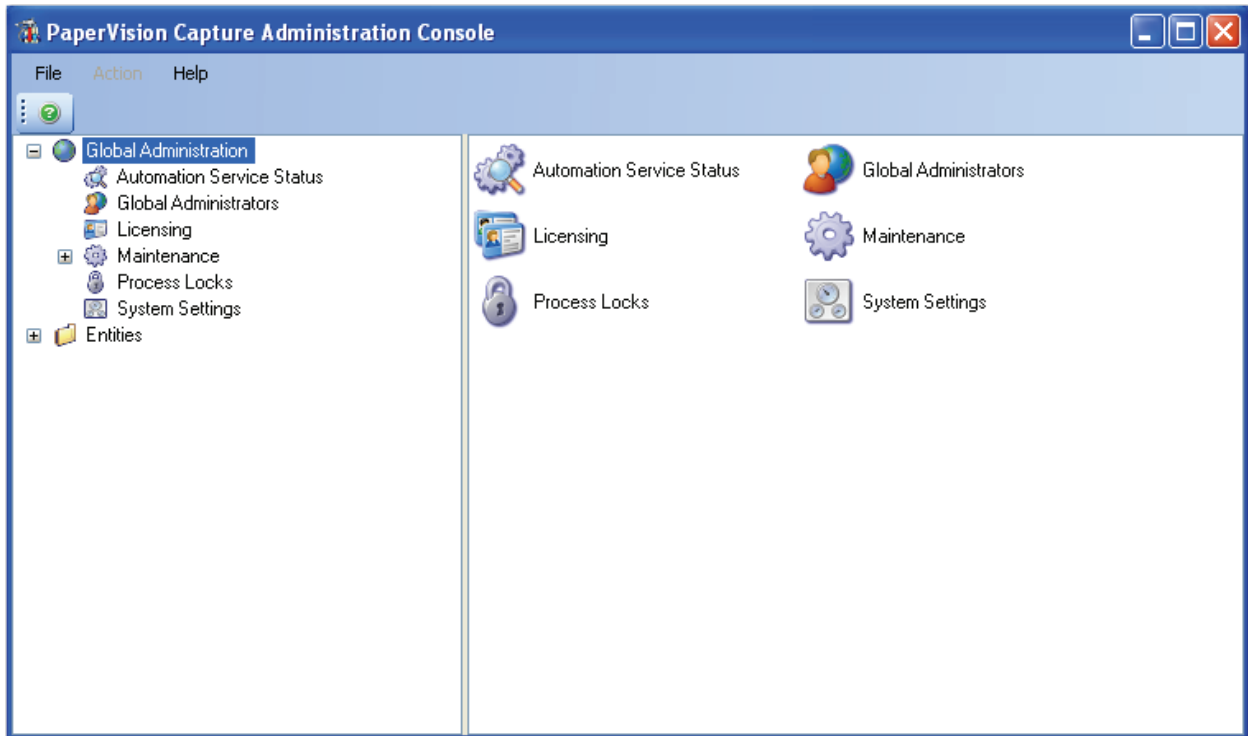 PaperVision Capture Administration Console
File Action Help
Global Administration
Automation Service Status
Global Administrators
Licensing
Maintenance
Process Locks
System Settings
Entities
Automation Service Status Global Administrators
Licensing Maintenance
Process Locks System Settings